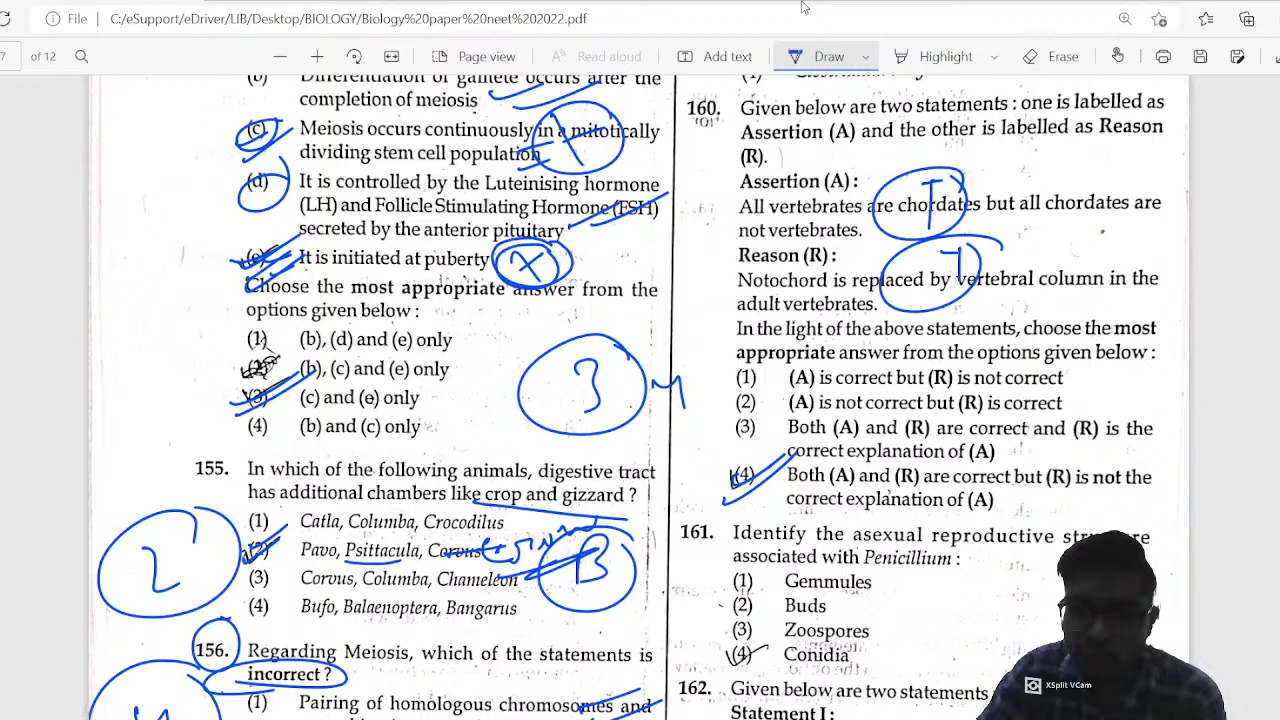 File
C:/eSupport/eDriver/LIB/Desktop/BIOLOGY/Biology%20paper%20neet%202022.pdf
7 of 12
Page view
Read aloud
Add text
Draw
Highlight
Erase
(b) Differentiation of gamete occurs after the
completion of meiosis
(c) Meiosis occurs continuously in a mitotically
dividing stem cell population
(d) It is controlled by the Luteinising hormone
(LH) and Follicle Stimulating Hormone (FSH)
secreted by the anterior pituitary
(e) It is initiated at puberty
Choose the most appropriate answer from the
options given below :
(1) (b), (d) and (e) only
(2) (b), (c) and (e) only
(3) (c) and (e) only
(4) (b) and (c) only
3
155. In which of the following animals, digestive tract
has additional chambers like crop and gizzard ?
(1) Catla, Columba, Crocodilus
(2) Pavo, Psittacula, Corvus
(3) Corvus, Columba, Chameleon
(4) Bufo, Balaenoptera, Bangarus
2
B
156. Regarding Meiosis, which of the statements is
incorrect ?
(1) Pairing of homologous chromosomes and
160. Given below are two statements : one is labelled as
Assertion (A) and the other is labelled as Reason
(R).
Assertion (A) :
All vertebrates are chordates but all chordates are
not vertebrates.
T
Reason (R) :
Notochord is replaced by vertebral column in the
adult vertebrates.
T
In the light of the above statements, choose the most
appropriate answer from the options given below :
(1) (A) is correct but (R) is not correct
(2) (A) is not correct but (R) is correct
(3) Both (A) and (R) are correct and (R) is the
correct explanation of (A)
(4) Both (A) and (R) are correct but (R) is not the
correct explanation of (A)
161. Identify the asexual reproductive structure
associated with Penicillium :
(1) Gemmules
(2) Buds
(3) Zoospores
(4) Conidia
162. Given below are two statements
Statement I :
XSplit VCam